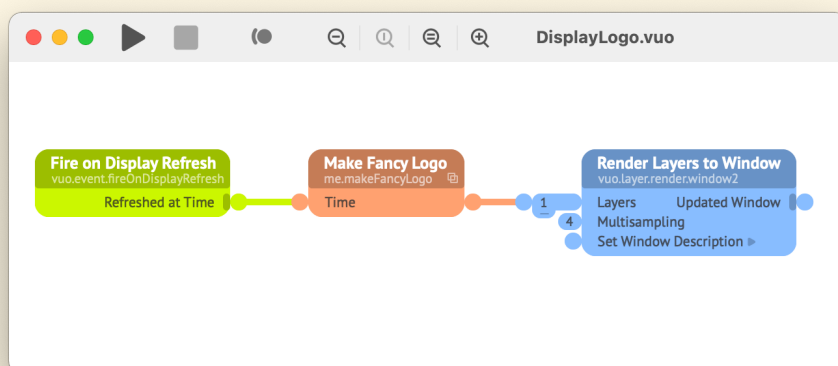 DisplayLogo.vuo
Fire on Display Refresh
vuo.event.fireOnDisplayRefresh
Refreshed at Time
Make Fancy Logo
me.makeFancyLogo
Time
Render Layers to Window
vuo.layer.render.window2
1 Layers Updated Window
4 Multisampling
Set Window Description